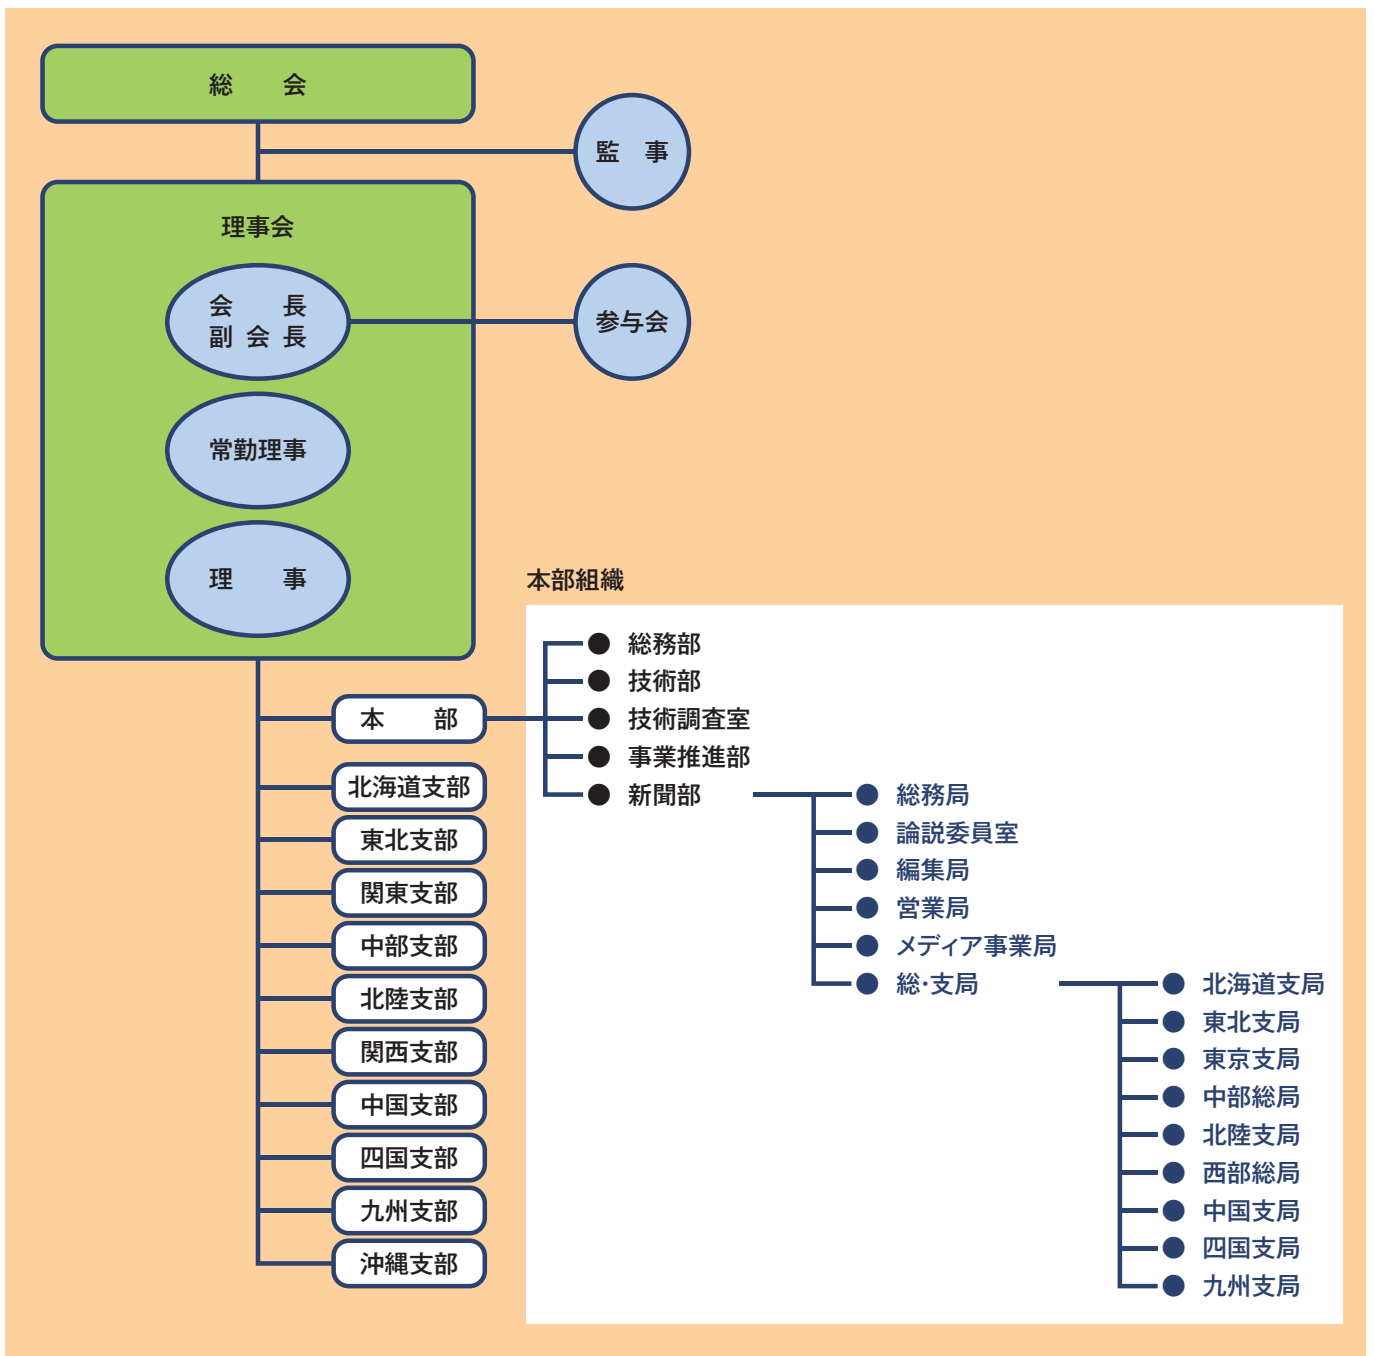 総　会
監　事
理事会
会　長
副会長
参与会
常勤理事
理　事
本部組織
本　部
北海道支部
東北支部
関東支部
中部支部
北陸支部
関西支部
中国支部
四国支部
九州支部
沖縄支部
総務部
技術部
技術調査室
事業推進部
新聞部
総務局
論説委員室
編集局
営業局
メディア事業局
総・支局
北海道支局
東北支局
東京支局
中部総局
北陸支局
西部総局
中国支局
四国支局
九州支局